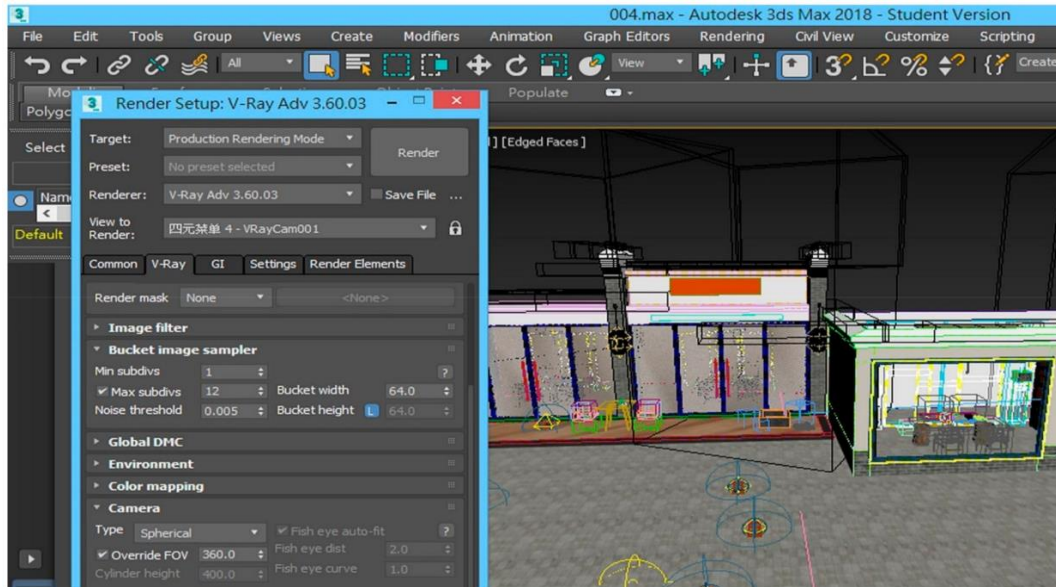 004.max - Autodesk 3ds Max 2018 - Student Version
File Edit Tools Group Views Create Modifiers Animation Graph Editors Rendering Civil View Customize Scripting
All View Create
Populate
Polygo
Render Setup: V-Ray Adv 3.60.03
] [Edged Faces ]
Select
Target: Production Rendering Mode
Render
Preset: No preset selected
Renderer: V-Ray Adv 3.60.03 Save File ...
Nam
View to
Render: 四元菜单 4 - VRayCam001
Default
Common V-Ray GI Settings Render Elements
Render mask None <None>
Image filter
Bucket image sampler
Min subdivs 1 ?
Max subdivs 12 Bucket width 64.0
Noise threshold 0.005 Bucket height L 64.0
Global DMC
Environment
Color mapping
Camera
Type Spherical Fish eye auto-fit ?
Override FOV 360.0 Fish eye dist 2.0
Cylinder height 400.0 Fish eye curve 1.0